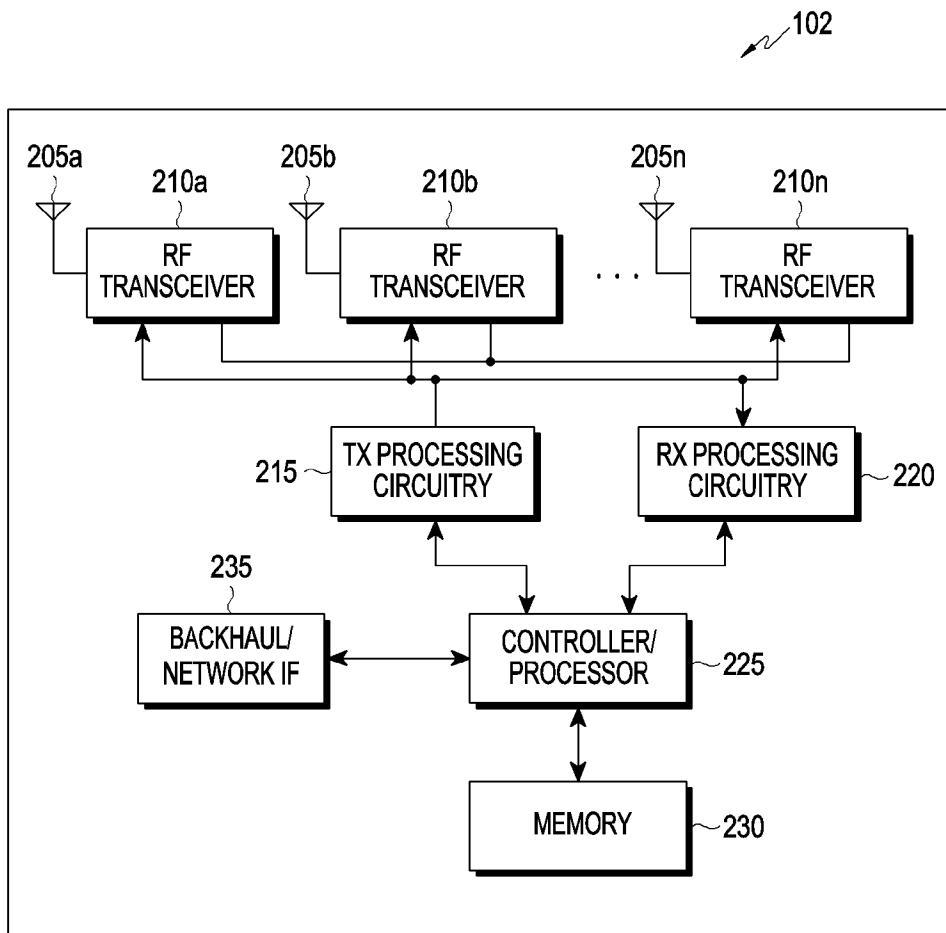 102
205a
205b
205n
210a
210b
210n
RF
TRANSCEIVER
RF
TRANSCEIVER
. . .
RF
TRANSCEIVER
215
TX PROCESSING
CIRCUITRY
RX PROCESSING
CIRCUITRY
220
235
BACKHAUL/
NETWORK IF
CONTROLLER/
PROCESSOR
225
MEMORY
230